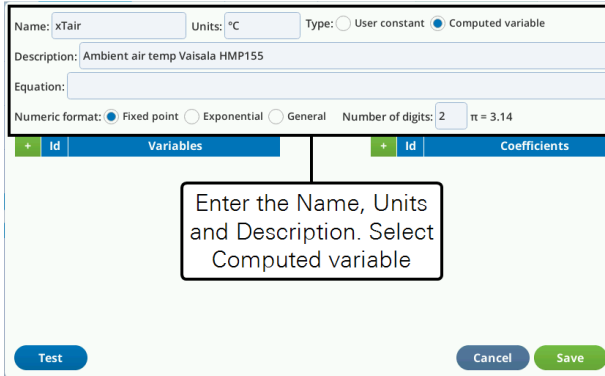 Name: xTair Units: °C Type: User constant Computed variable
Description: Ambient air temp Vaisala HMP155
Equation:
Numeric format: Fixed point Exponential General Number of digits: 2 π = 3.14
+ Id Variables + Id Coefficients
Enter the Name, Units
and Description. Select
Computed variable
Test Cancel Save